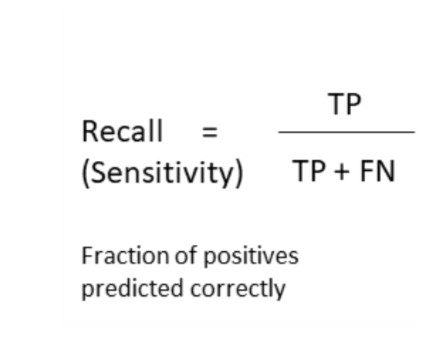 TP
Recall =
(Sensitivity) TP + FN
Fraction of positives
predicted correctly